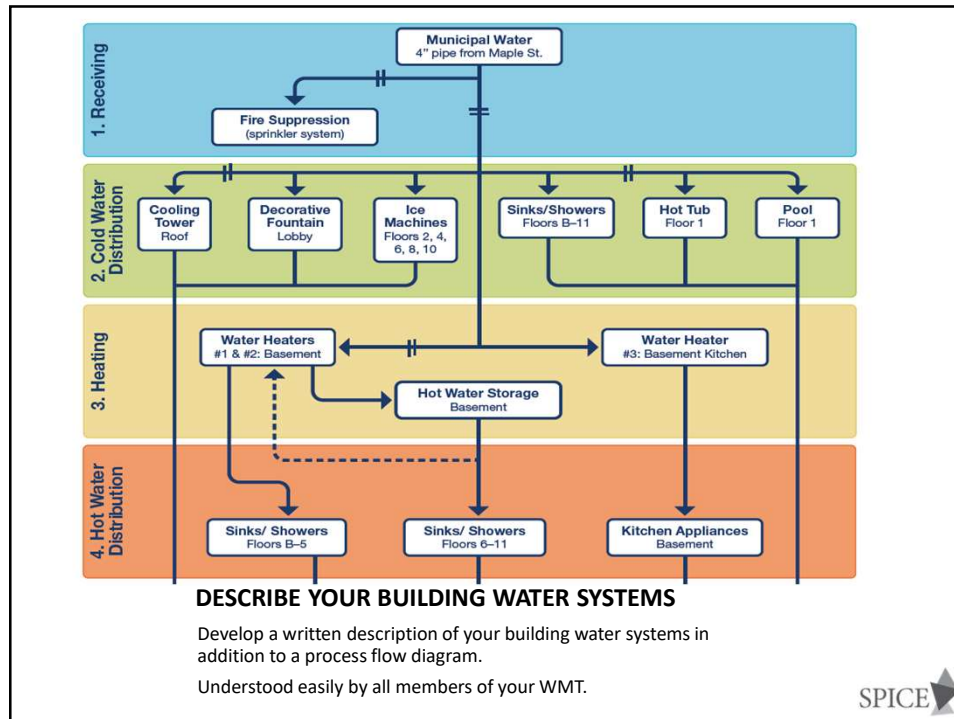 1. Receiving
Municipal Water
4" pipe from Maple St.
Fire Suppression
(sprinkler system)
2. Cold Water
Distribution
Cooling
Tower
Roof
Decorative
Fountain
Lobby
Ice
Machines
Floors 2, 4,
6, 8, 10
Sinks/Showers
Floors B–11
Hot Tub
Floor 1
Pool
Floor 1
3. Heating
Water Heaters
#1 & #2: Basement
Water Heater
#3: Basement Kitchen
Hot Water Storage
Basement
4. Hot Water
Distribution
Sinks/ Showers
Floors B–5
Sinks/ Showers
Floors 6–11
Kitchen Appliances
Basement
DESCRIBE YOUR BUILDING WATER SYSTEMS
Develop a written description of your building water systems in
addition to a process flow diagram.
Understood easily by all members of your WMT.
SPICE